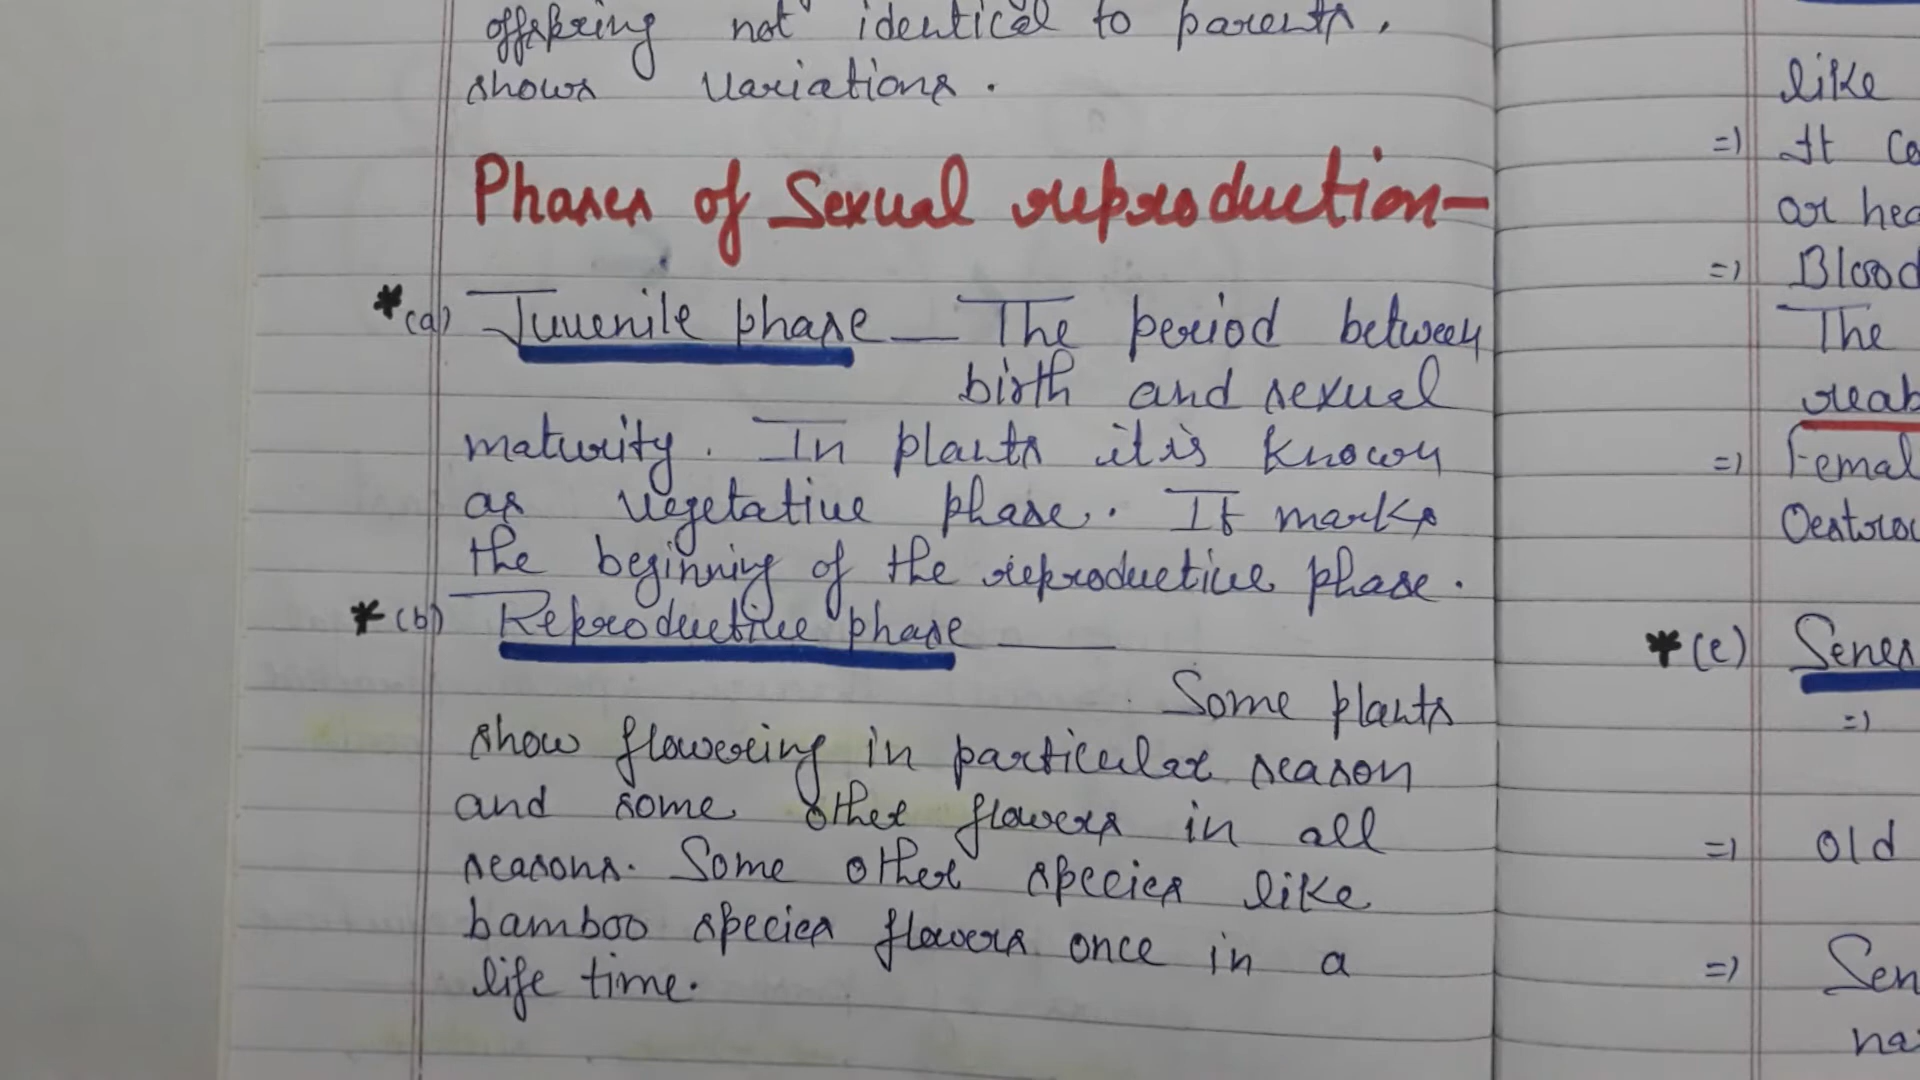 offspring not identical to parents,
shows variations.
Phases of Sexual reproduction-
*(a) Juvenile phase — The period between
birth and sexual
maturity. In plants it is known
as vegetative phase. It marks
the beginning of the reproductive phase.
*(b) Reproductive phase —
Some plants
show flowering in particular season
and some other flowers in all
seasons. Some other species like
bamboo species flowers once in a
life time.
like
=) It
or
=) Blood
The
=)
*(e)
=)
=) Old
=)